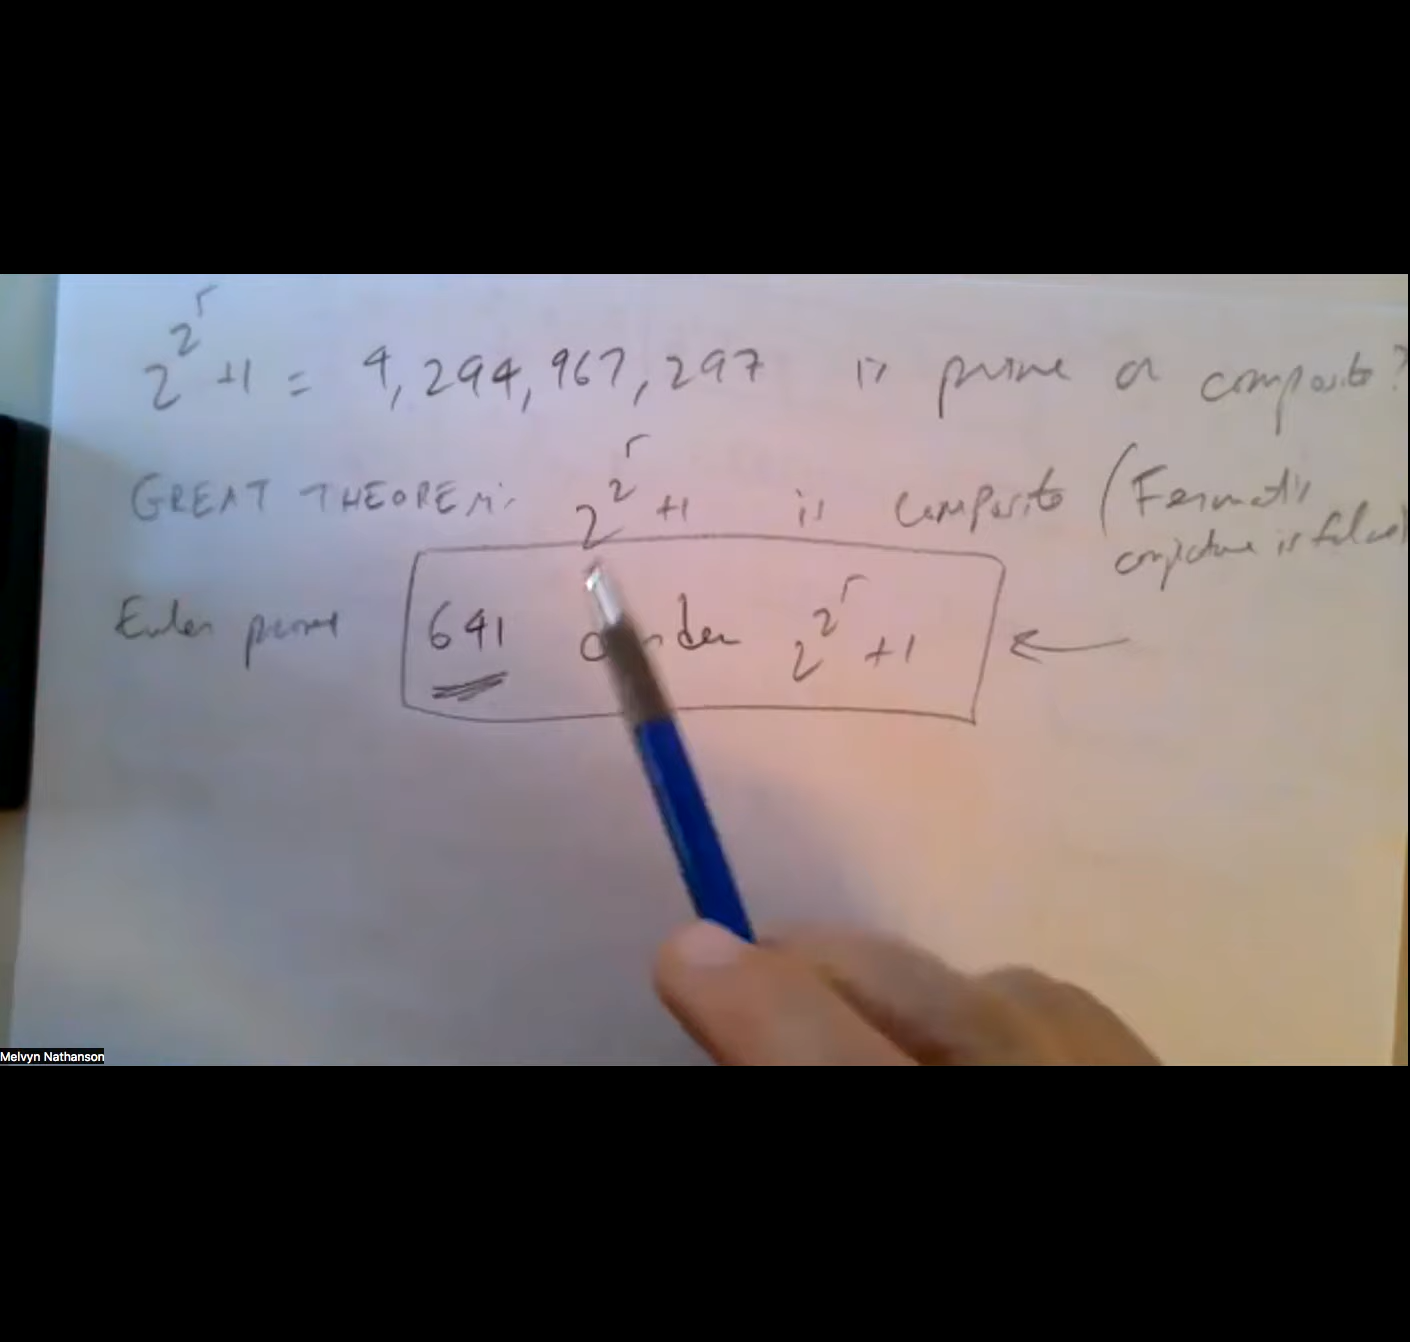 2^2^5 +1 = 4,294,967,297 is prime or composite?
GREAT THEOREM: 2^2^5 +1 is composite (Fermat's
conjecture is false)
Euler proved 641 divides 2^2^5 +1 ←
Melvyn Nathanson